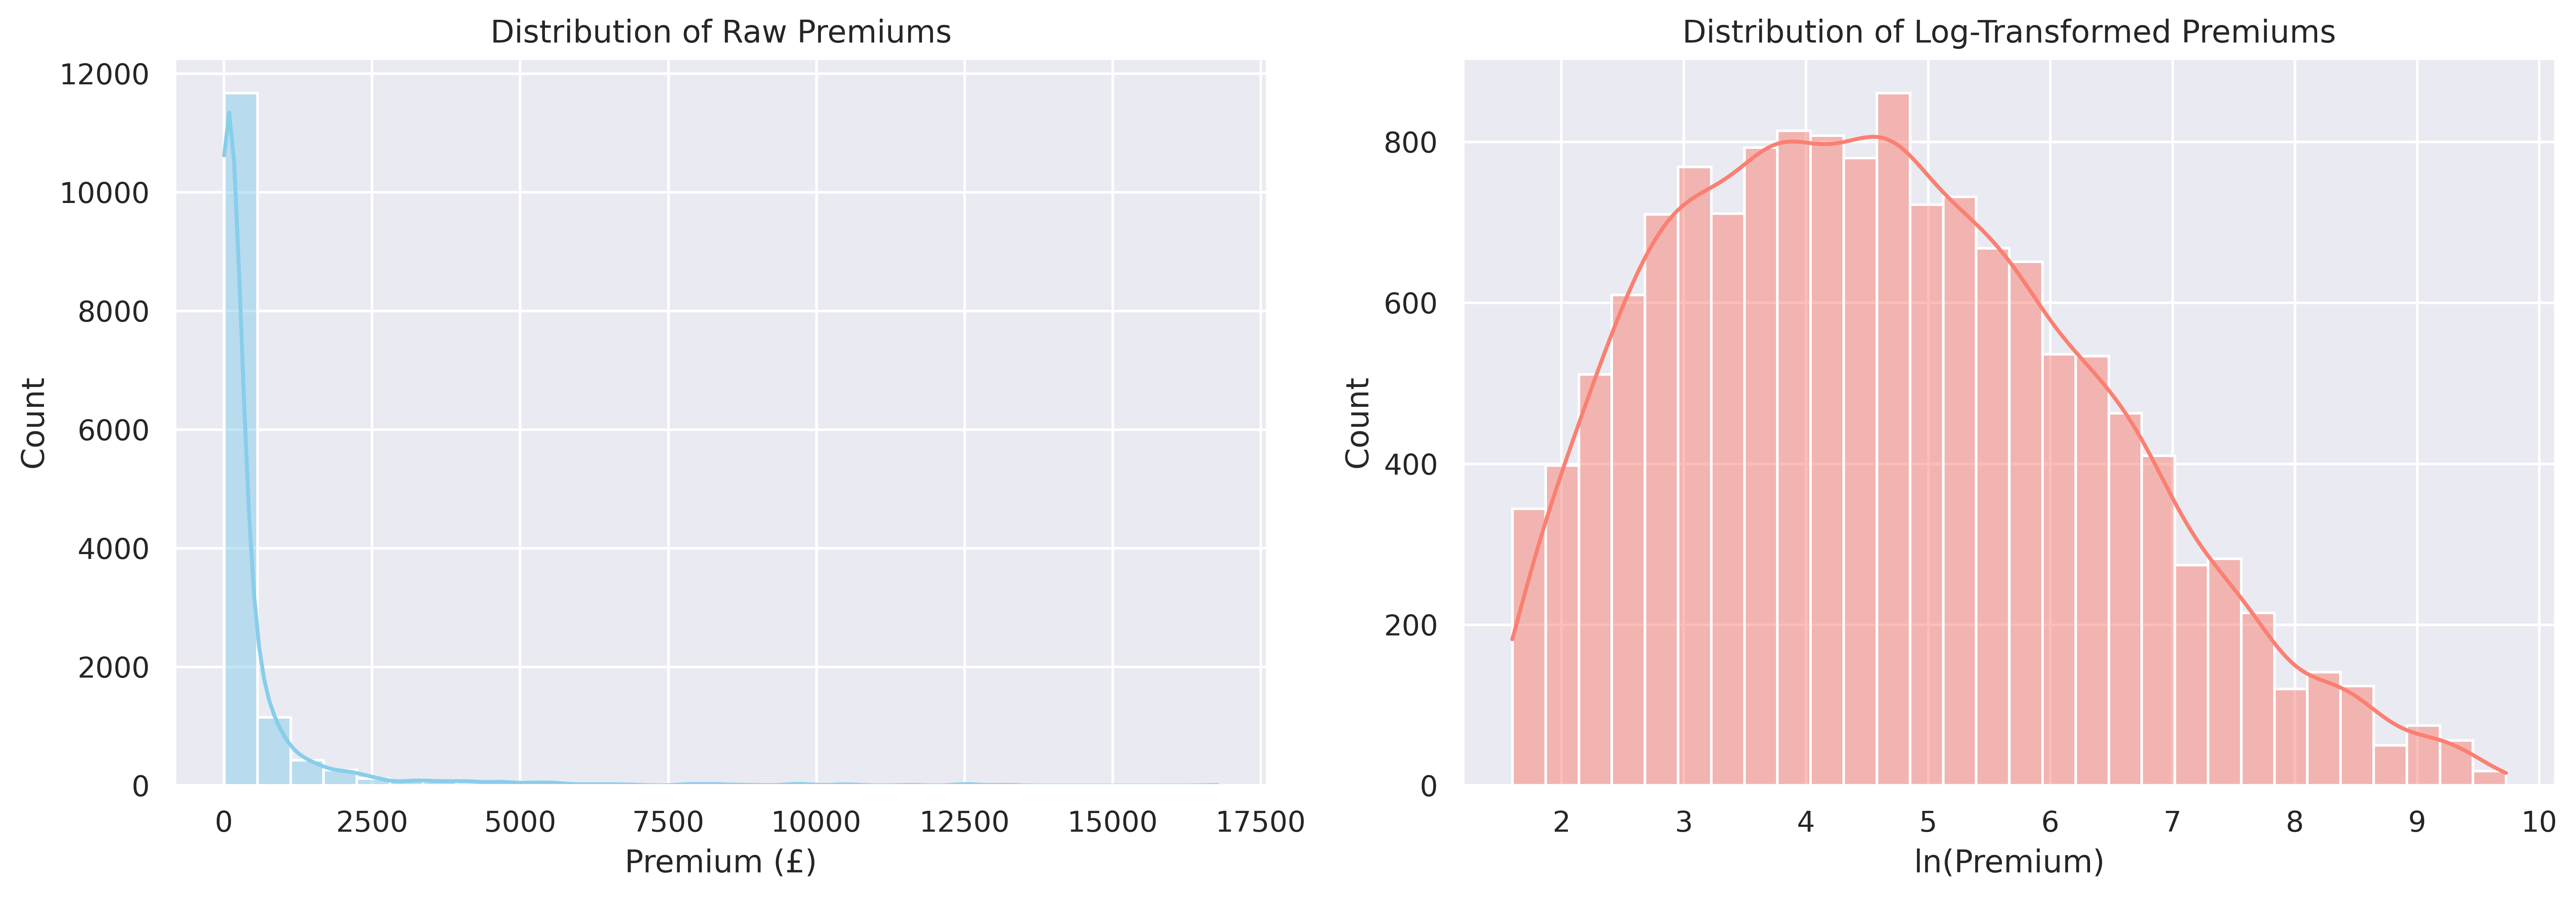 Distribution of Raw Premiums
12000
10000
8000
6000
4000
2000
0
Count
0 2500 5000 7500 10000 12500 15000 17500
Premium (£)
Distribution of Log-Transformed Premiums
800
600
400
200
0
Count
2 3 4 5 6 7 8 9 10
ln(Premium)